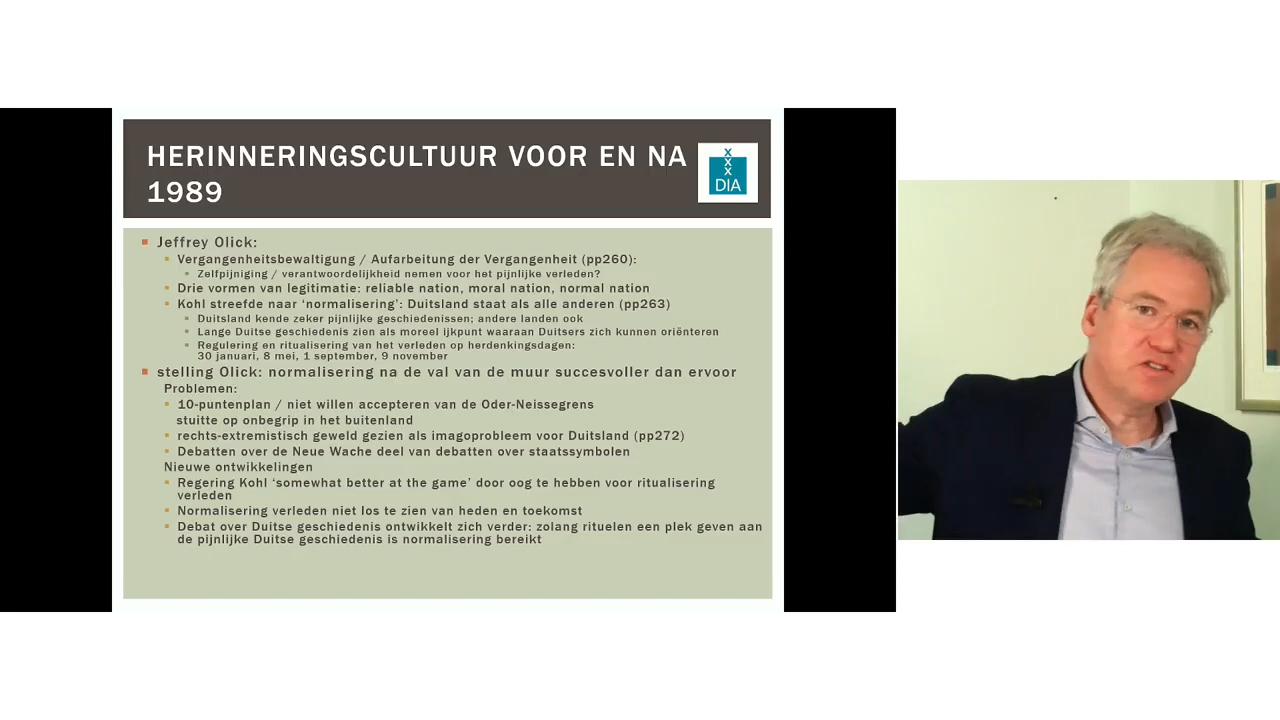 HERINNERINGSCULTUUR VOOR EN NA
1989
X
X
X
DIA
Jeffrey Olick:
Vergangenheitsbewaltigung / Aufarbeitung der Vergangenheit (pp260):
Zelfpijniging / verantwoordelijkheid nemen voor het pijnlijke verleden?
Drie vormen van legitimatie: reliable nation, moral nation, normal nation
Kohl streefde naar ‘normalisering’: Duitsland staat als alle anderen (pp263)
Duitsland kende zeker pijnlijke geschiedenissen; andere landen ook
Lange Duitse geschiedenis zien als moreel ijkpunt waaraan Duitsers zich kunnen oriënteren
Regulering en ritualisering van het verleden op herdenkingsdagen:
30 januari, 8 mei, 1 september, 9 november
stelling Olick: normalisering na de val van de muur succesvoller dan ervoor
Problemen:
10-puntenplan / niet willen accepteren van de Oder-Neissegrens
stuitte op onbegrip in het buitenland
rechts-extremistisch geweld gezien als imagoprobleem voor Duitsland (pp272)
Debatten over de Neue Wache deel van debatten over staatssymbolen
Nieuwe ontwikkelingen
Regering Kohl ‘somewhat better at the game’ door oog te hebben voor ritualisering
verleden
Normalisering verleden niet los te zien van heden en toekomst
Debat over Duitse geschiedenis ontwikkelt zich verder: zolang rituelen een plek geven aan
de pijnlijke Duitse geschiedenis is normalisering bereikt